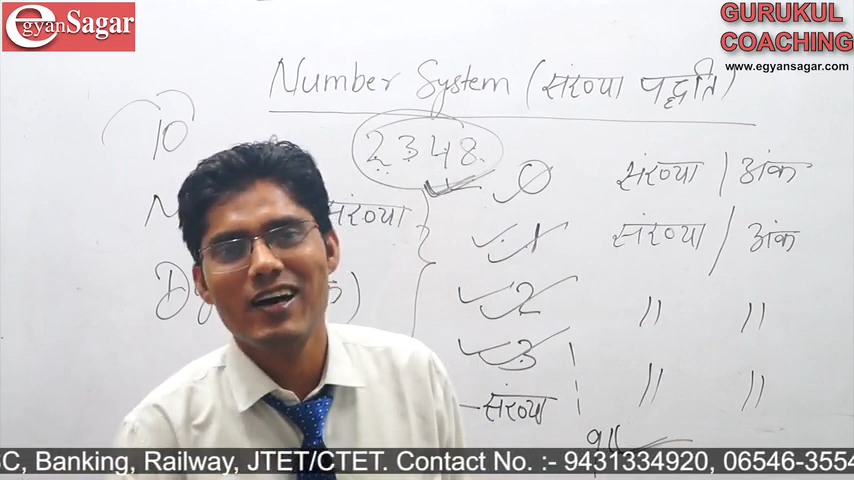 egyanSagar
GURUKUL
COACHING
www.egyansagar.com
Number System (संख्या पद्धति)
10
2348
0 संख्या / अंक
संख्या
1 संख्या / अंक
2 " "
3 " "
संख्या
C, Banking, Railway, JTET/CTET. Contact No. :- 9431334920, 06546-3554